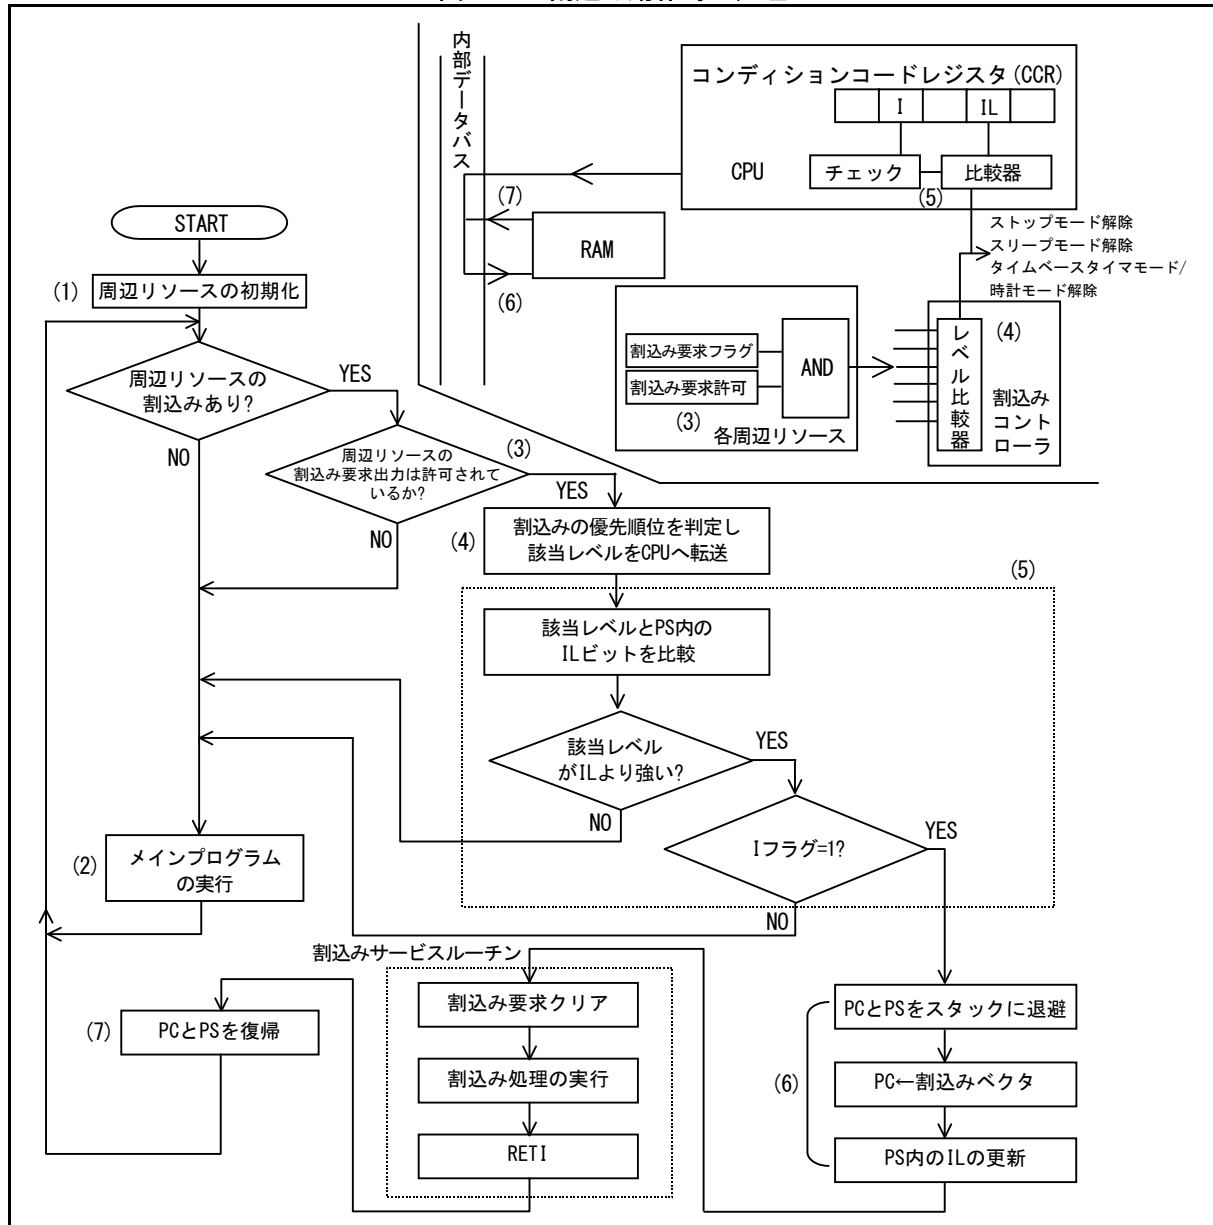 内部データバス
コンディションコードレジスタ(CCR)
I
IL
CPU
チェック
比較器
(5)
(7)
RAM
(6)
ストップモード解除
スリープモード解除
タイムベースタイマモード/
時計モード解除
START
(1)
周辺リソースの初期化
割込み要求フラグ
割込み要求許可
AND
(3)
各周辺リソース
レベル比較器
(4)
割込み
コント
ローラ
周辺リソースの
割込みあり?
YES
NO
周辺リソースの
割込み要求出力は許可されて
いるか?
(3)
YES
NO
(4)
割込みの優先順位を判定し
該当レベルをCPUへ転送
(5)
該当レベルとPS内の
ILビットを比較
該当レベル
がILより強い?
YES
NO
Iフラグ=1?
YES
NO
(2)
メインプログラム
の実行
割込みサービスルーチン
割込み要求クリア
割込み処理の実行
RETI
(7)
PCとPSを復帰
(6)
PCとPSをスタックに退避
PC←割込みベクタ
PS内のILの更新